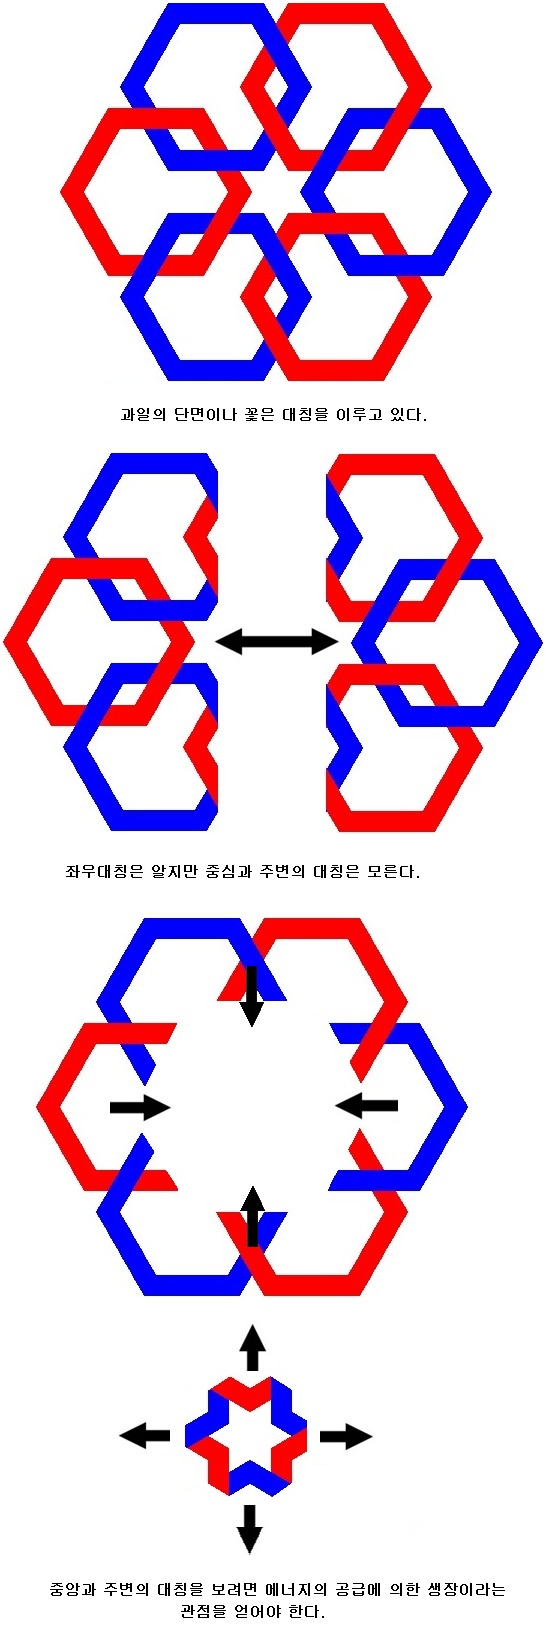 과일의 단면이나 꽃은 대칭을 이루고 있다.
좌우대칭은 알지만 중심과 주변의 대칭은 모른다.
중앙과 주변의 대칭을 보려면 에너지의 공급에 의한 생장이라는
관점을 얻어야 한다.